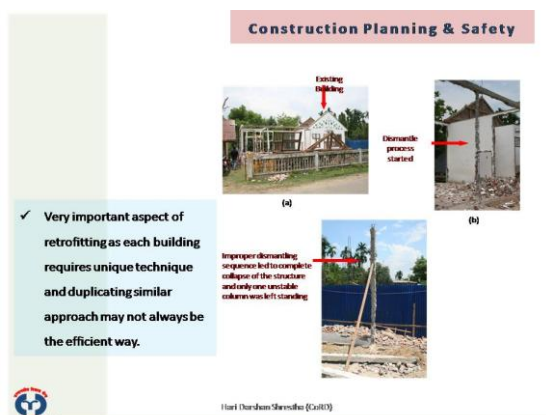 Construction Planning & Safety
Existing
Building
(a)
Dismantle
process
started
(b)
✓ Very important aspect of
retrofitting as each building
requires unique technique
and duplicating similar
approach may not always be
the efficient way.
Improper dismantling
sequence led to complete
collapse of the structure
and only one unstable
column was left standing
Hari Darshan Shrestha (CoRD)